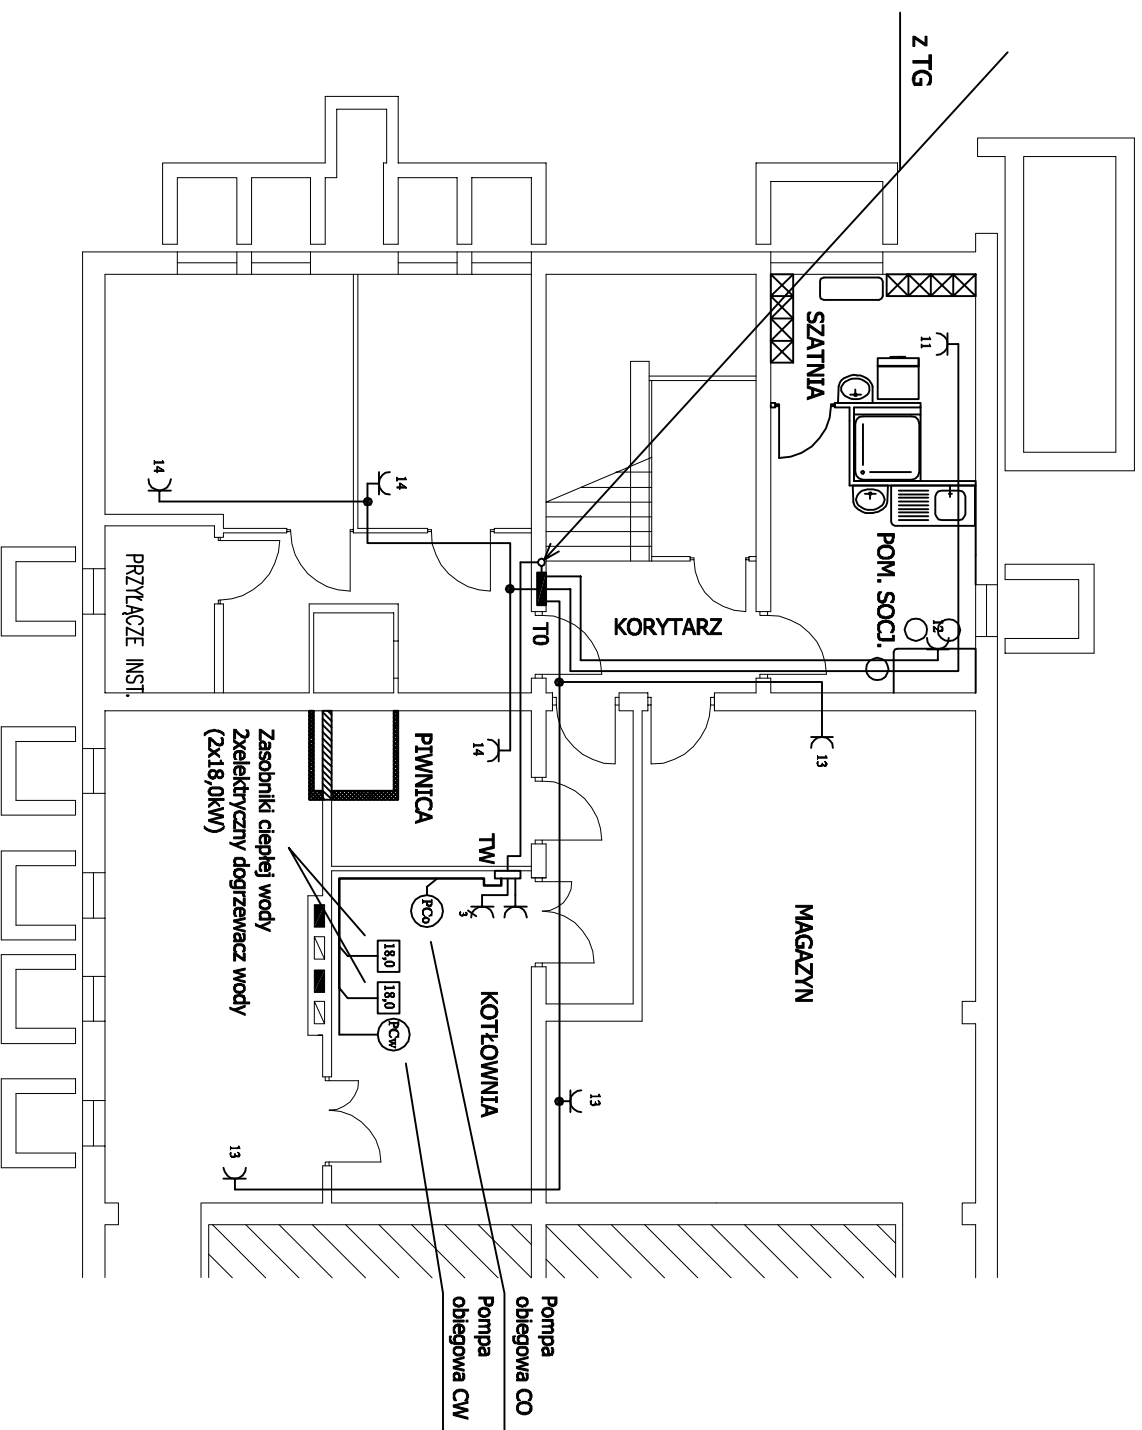 z TG
SZATNIA
11
POM. SOCJ.
12
KORYTARZ
T0
14
14
PRZYŁĄCZE INST.
13
MAGAZYN
14
PIWNICA
TW
Zasobniki ciepłej wody
2xelektryczny dogrzewacz wody
(2x18,0kW)
3x
PCo
18,0
18,0
PCw
KOTŁOWNIA
13
13
Pompa
obiegowa CO
Pompa
obiegowa CW